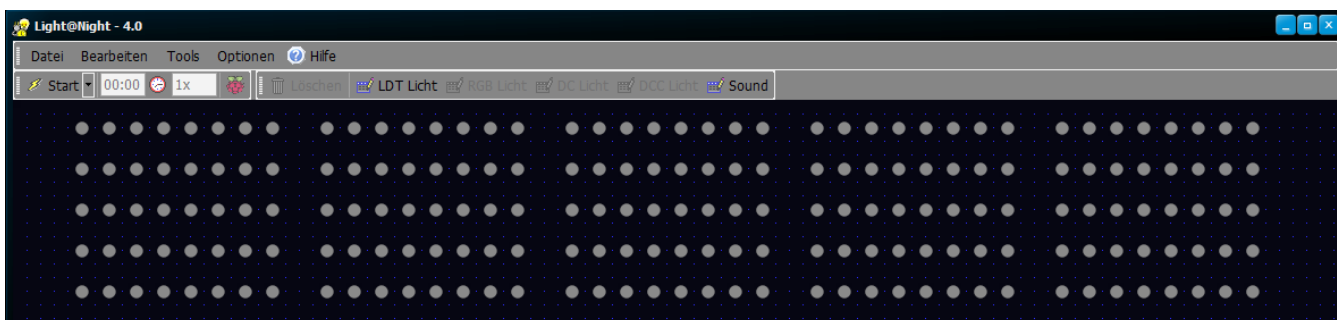 Light@Night - 4.0
Datei Bearbeiten Tools Optionen ? Hilfe
Start 00:00 1x Löschen LDT Licht RGB Licht DC Licht DCC Licht Sound